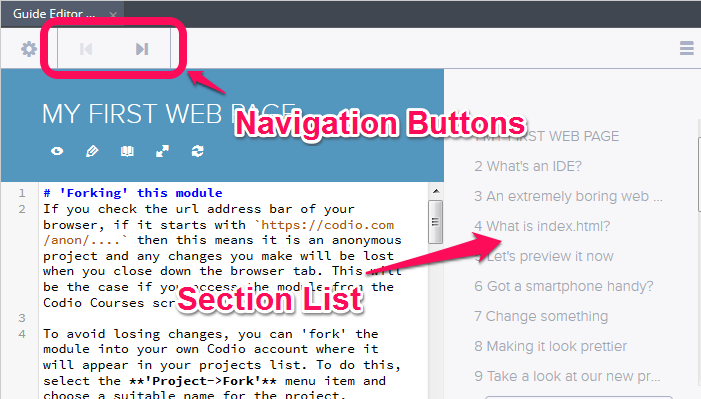 Guide Editor ... ×
MY FIRST WEB PAGE
Navigation Buttons
1 # 'Forking' this module
2 If you check the url address bar of your
browser, if it starts with `https://codio.com
/anon/....` then this means it is an anonymous
project and any changes you make will be lost
when you close down the browser tab. This will
be the case if you access the module from the
Codio Courses scr
3
4 To avoid losing changes, you can 'fork' the
module into your own Codio account where it
will appear in your projects list. To do this,
select the **'Project->Fork'** menu item and
choose a suitable name for the project.
Section List
MY FIRST WEB PAGE
2 What's an IDE?
3 An extremely boring web ...
4 What is index.html?
Let's preview it now
6 Got a smartphone handy?
7 Change something
8 Making it look prettier
9 Take a look at our new pr...